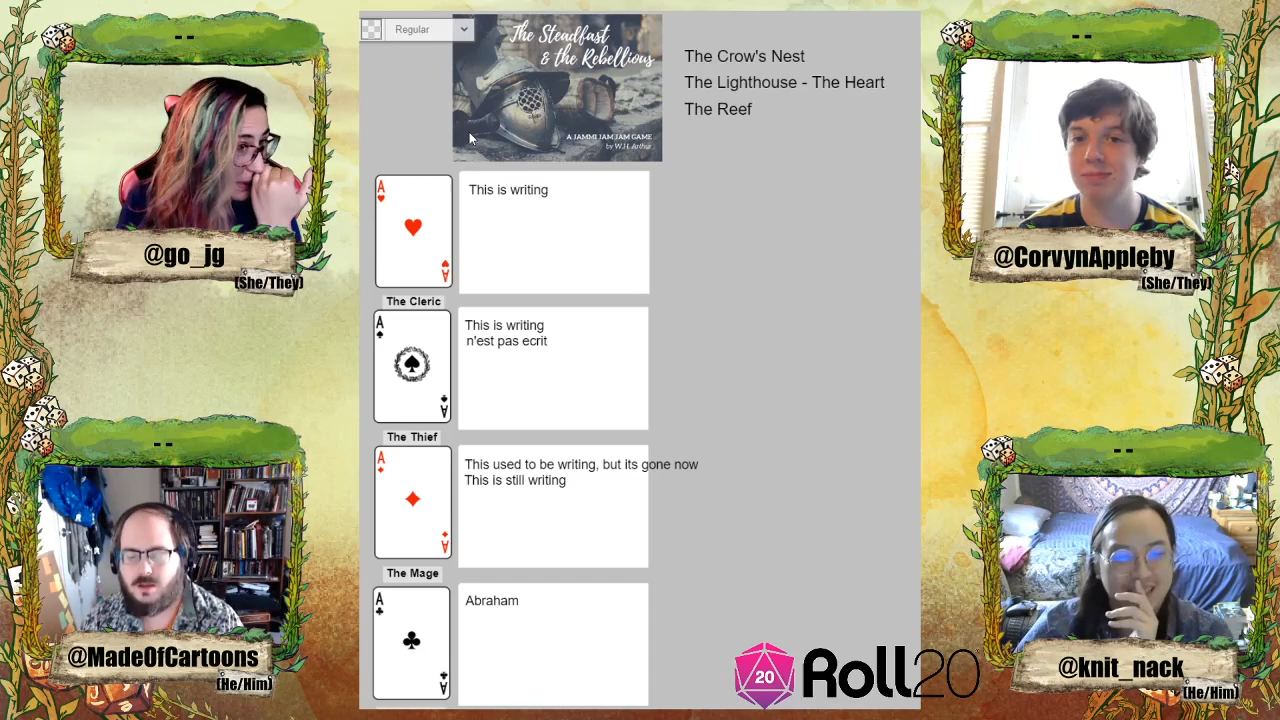 Regular
The Steadfast
& the Rebellious
A JAMMI JAM JAM GAME
by W.H. Arthur
The Crow's Nest
The Lighthouse - The Heart
The Reef
A
A
This is writing
The Cleric
A
A
This is writing
n'est pas ecrit
The Thief
A
A
This used to be writing, but its gone now
This is still writing
The Mage
A
A
Abraham
--
@go_jg
(She/They)
--
@CorvynAppleby
(She/They)
--
@MadeOfCartoons
(He/Him)
--
@knit_nack
(He/Him)
20
Roll20